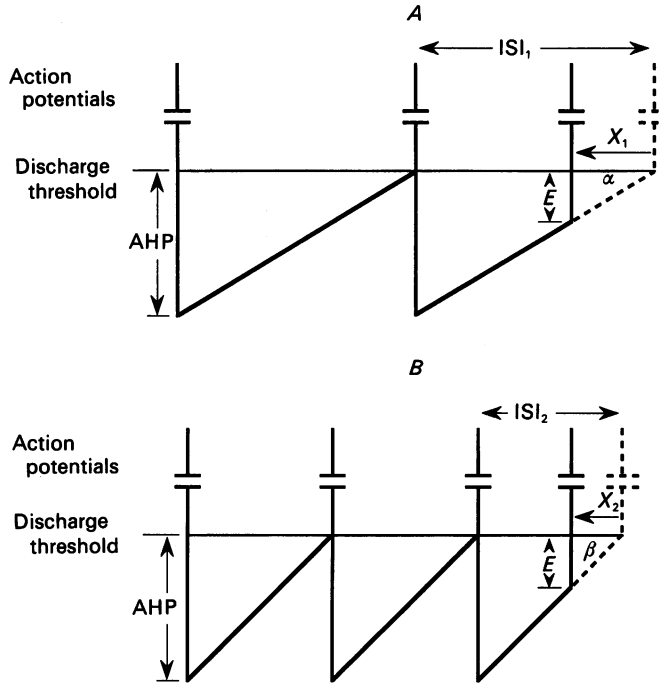 A
ISI₁
Action
potentials
X₁
Discharge
threshold
α
E
AHP
B
ISI₂
Action
potentials
X₂
Discharge
threshold
β
E
AHP